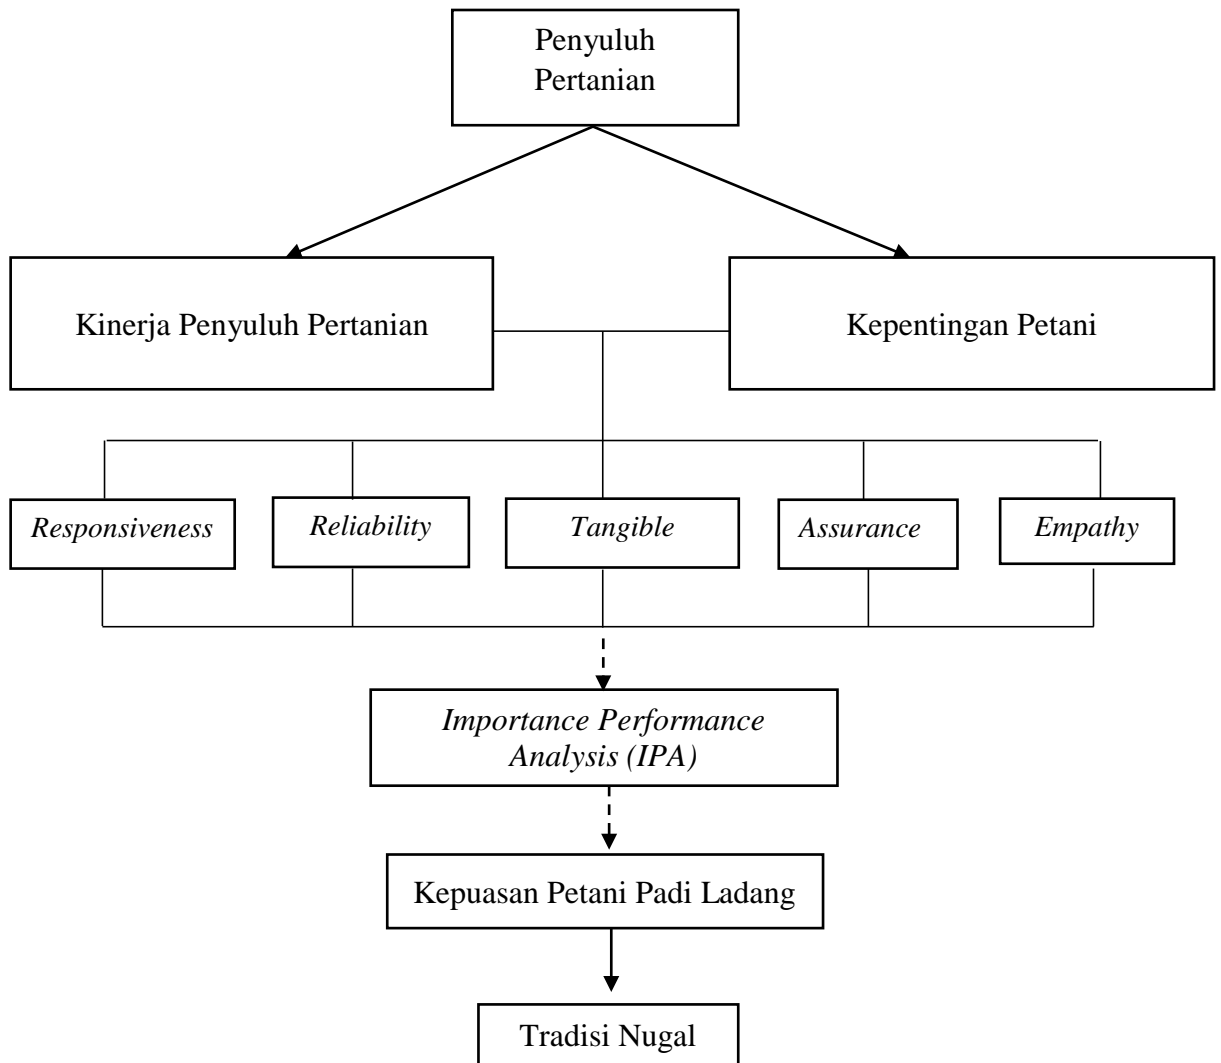 Penyuluh
Pertanian
Kinerja Penyuluh Pertanian
Kepentingan Petani
Responsiveness
Reliability
Tangible
Assurance
Empathy
Importance Performance
Analysis (IPA)
Kepuasan Petani Padi Ladang
Tradisi Nugal